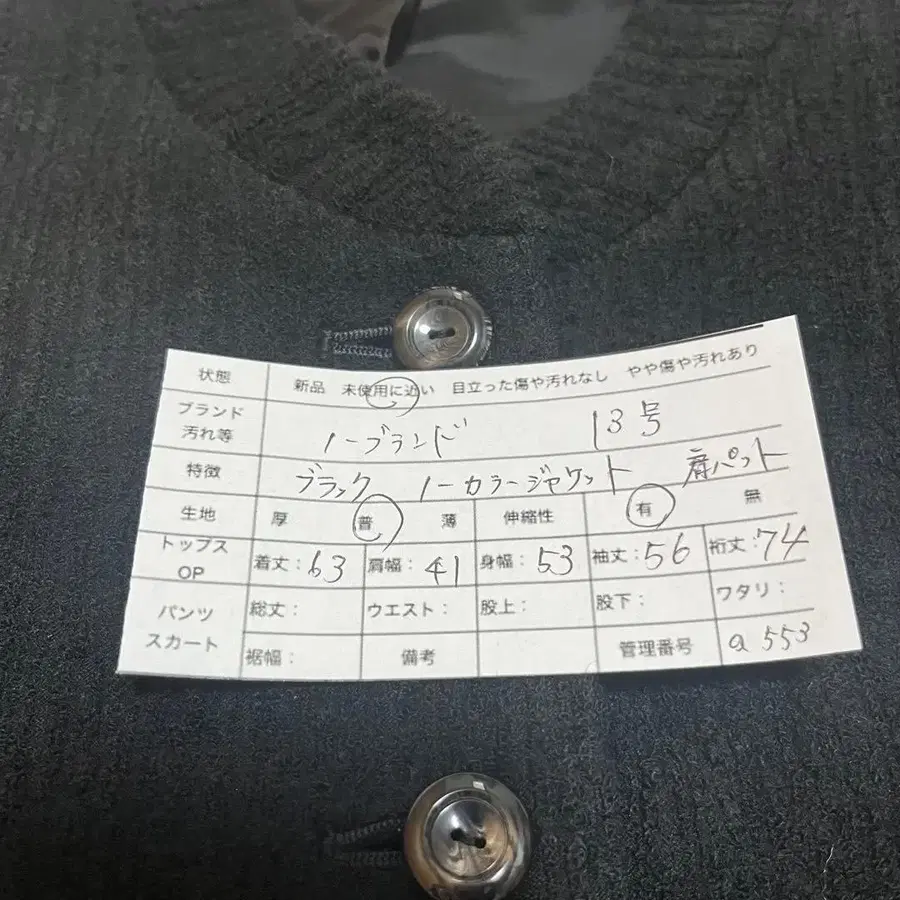 状態 新品 未使用に近い 目立った傷や汚れなし やや傷や汚れあり
ブランド 汚れ等 ノーブランド 13号
特徴 ブラック ノーカラージャケット 肩パット
生地 厚 普 薄 伸縮性 有 無
トップス OP 着丈:63 肩幅:41 身幅:53 袖丈:56 裄丈:74
パンツ スカート 総丈: ウエスト: 股上: 股下: ワタリ:
裾幅: 備考 管理番号 a 553